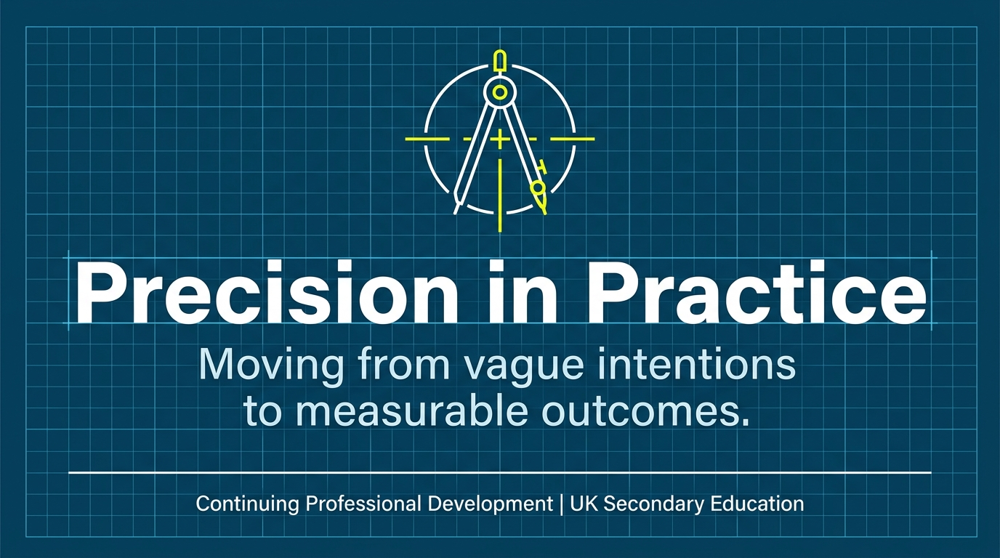 Precision in Practice
Moving from vague intentions
to measurable outcomes.
Continuing Professional Development | UK Secondary Education